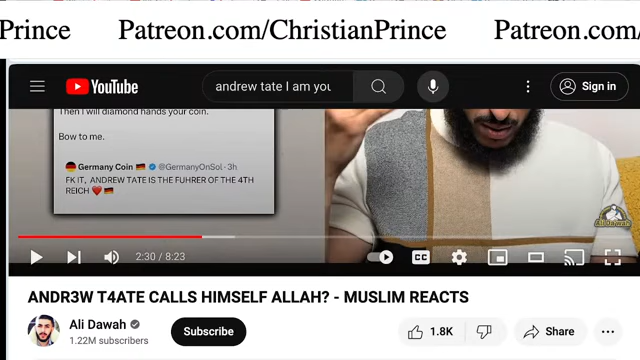 Prince Patreon.com/ChristianPrince Patreon.com/
YouTube andrew tate I am you Sign in
Then I will diamond hands your coin.
Bow to me.
Germany Coin @GermanyOnSol · 3h
FK IT, ANDREW TATE IS THE FUHRER OF THE 4TH
REICH
Ali Dawah
2:30 / 8:23 CC
ANDR3W T4ATE CALLS HIMSELF ALLAH? - MUSLIM REACTS
Ali Dawah
1.22M subscribers
Subscribe 1.8K Share